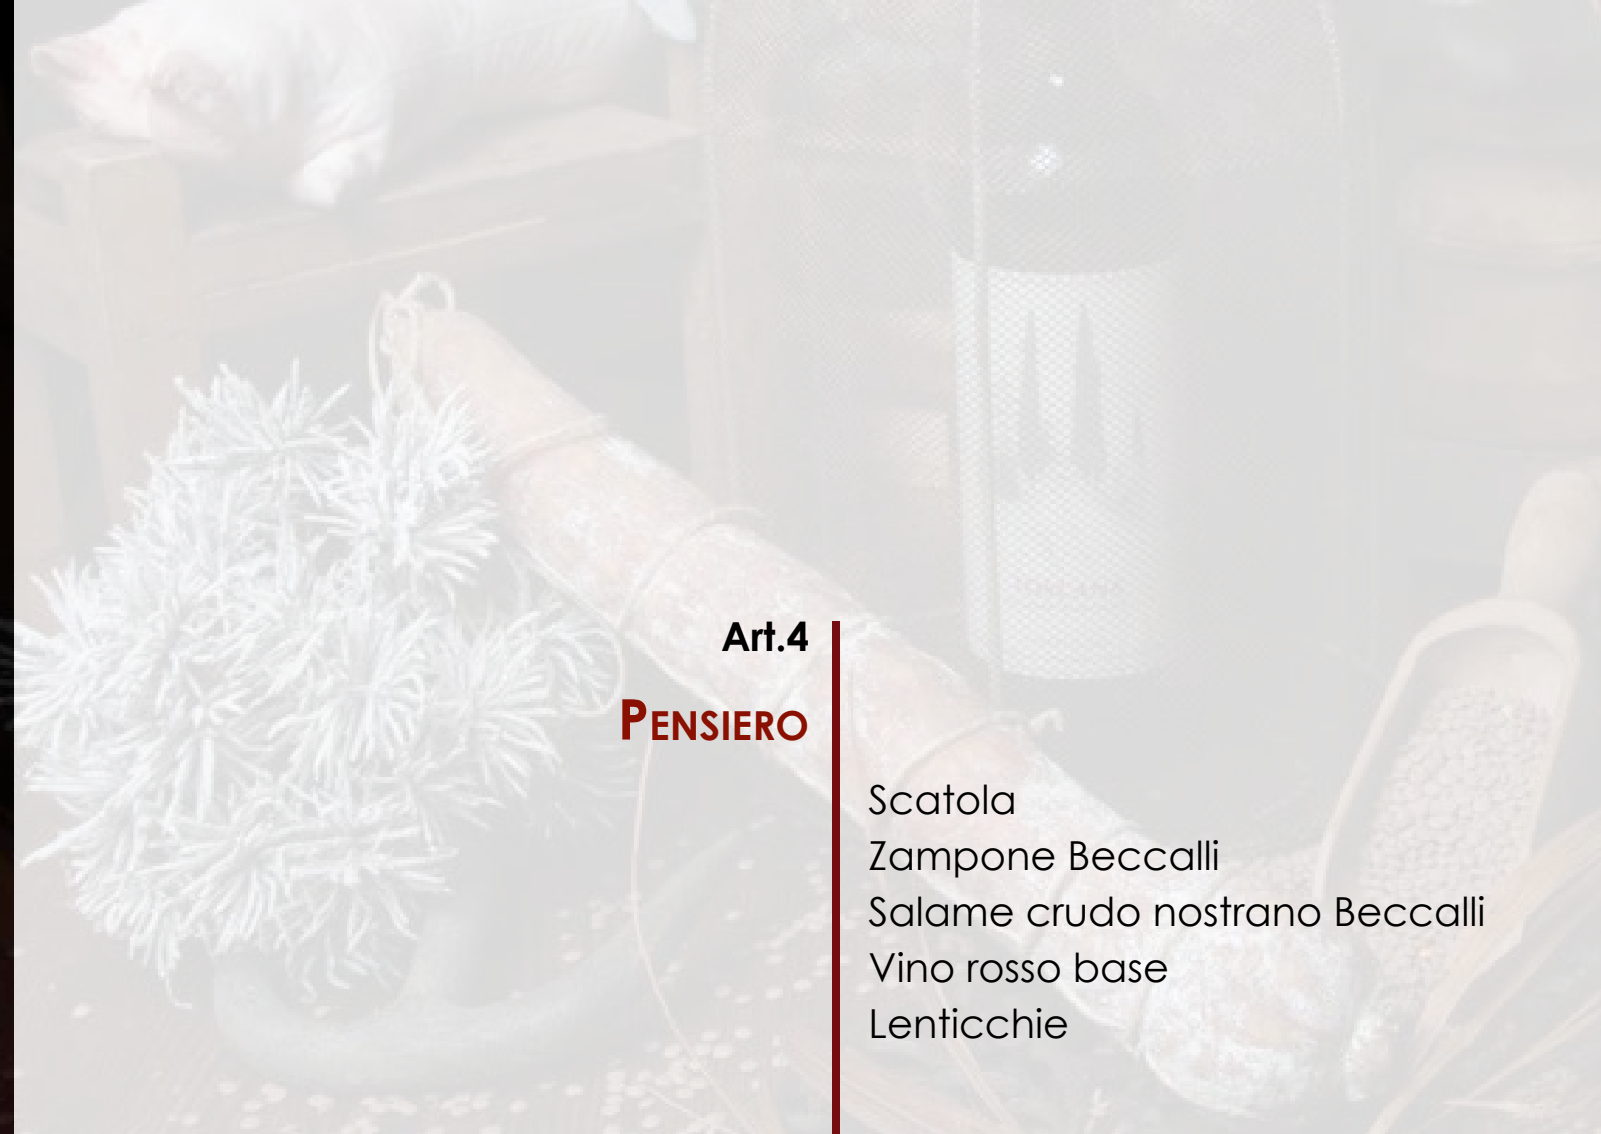 Art.4
PENSIERO
Scatola
Zampone Beccalli
Salame crudo nostrano Beccalli
Vino rosso base
Lenticchie